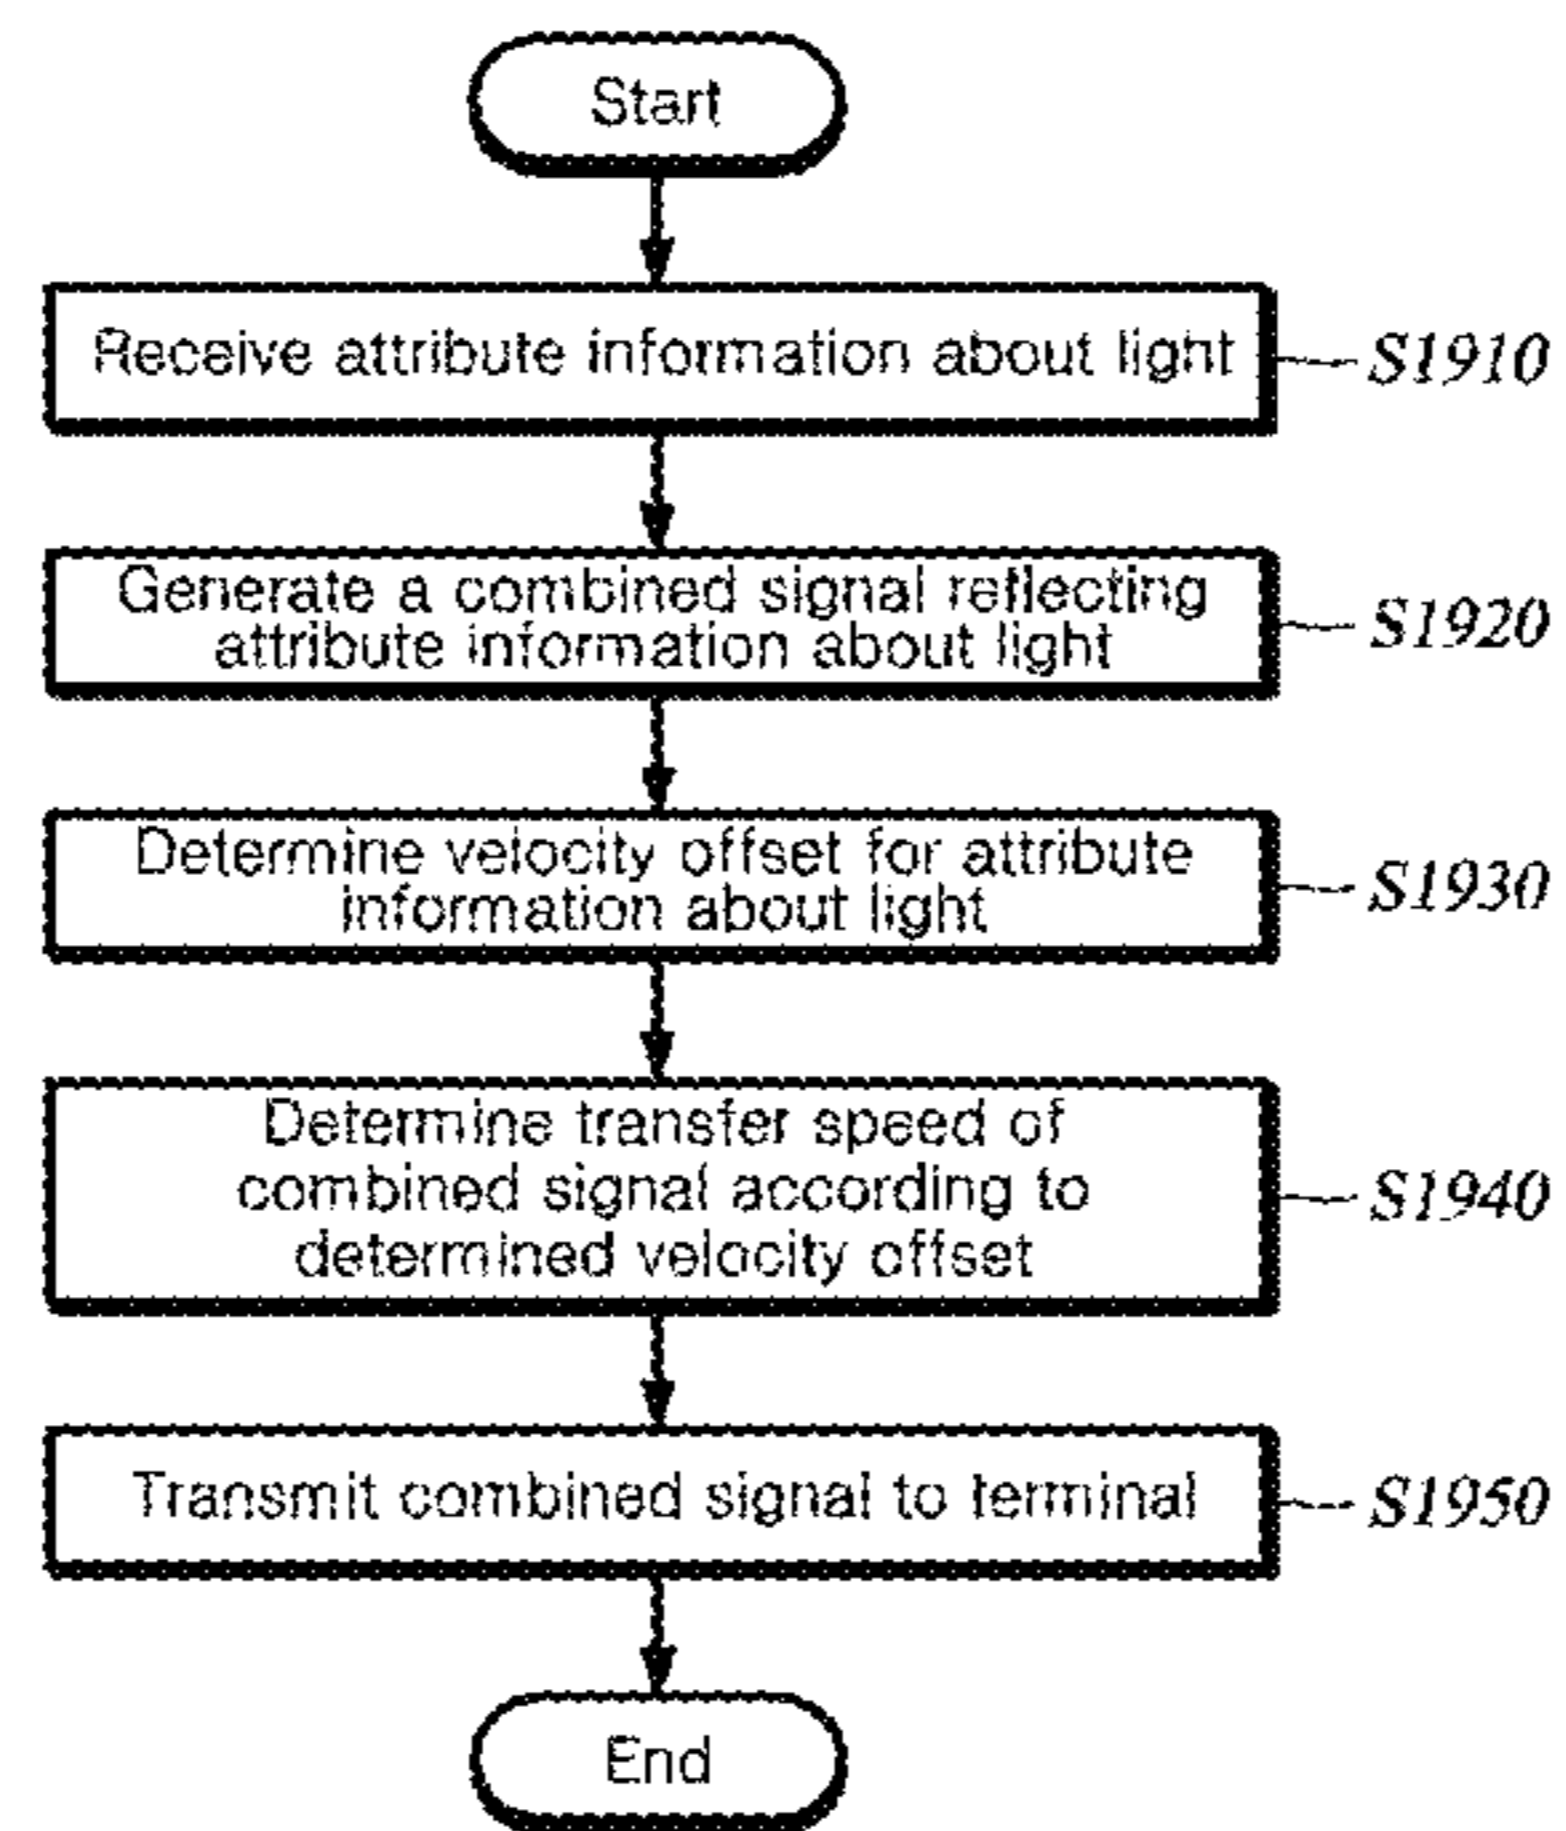 Start
Receive attribute information about light
S1910
Generate a combined signal reflecting
attribute information about light
S1920
Determine velocity offset for attribute
information about light
S1930
Determine transfer speed of
combined signal according to
determined velocity offset
S1940
Transmit combined signal to terminal
S1950
End